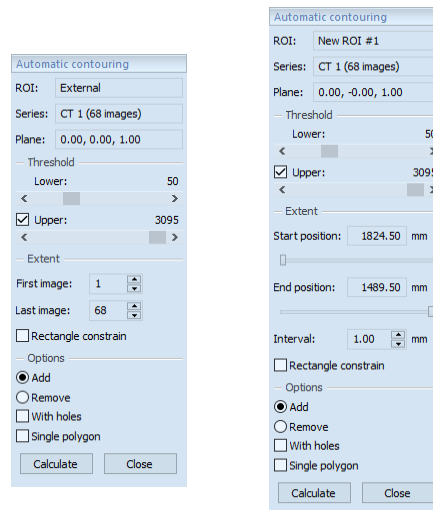 Automatic contouring
ROI: External
Series: CT 1 (68 images)
Plane: 0.00, 0.00, 1.00
Threshold
Lower: 50
Upper: 3095
Extent
First image: 1
Last image: 68
Rectangle constrain
Options
Add
Remove
With holes
Single polygon
Calculate Close
Automatic contouring
ROI: New ROI #1
Series: CT 1 (68 images)
Plane: 0.00, -0.00, 1.00
Threshold
Lower: 50
Upper: 3095
Extent
Start position: 1824.50 mm
End position: 1489.50 mm
Interval: 1.00 mm
Rectangle constrain
Options
Add
Remove
With holes
Single polygon
Calculate Close